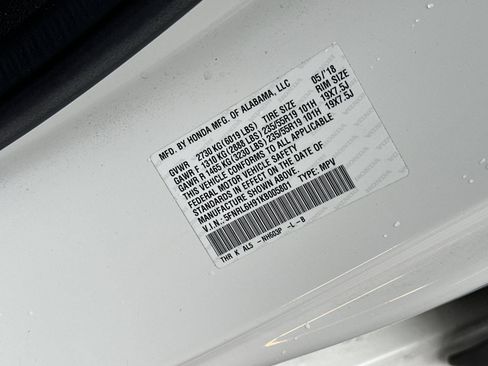 MFD. BY HONDA MFG. OF ALABAMA, LLC 05/'18
GVWR 2730 KG (6019 LBS) TIRE SIZE RIM SIZE
GAWR F 1310 KG (2888 LBS) 235/55R19 101H 19X7.5J
GAWR R 1465 KG (3230 LBS) 235/55R19 101H 19X7.5J
THIS VEHICLE CONFORMS TO ALL APPLICABLE
FEDERAL MOTOR VEHICLE SAFETY
STANDARDS IN EFFECT ON THE DATE OF
MANUFACTURE SHOWN ABOVE.
V.I.N.: 5FNRL6H91KB005801 TYPE: MPV
THR K AL5 -NH603P -L-B